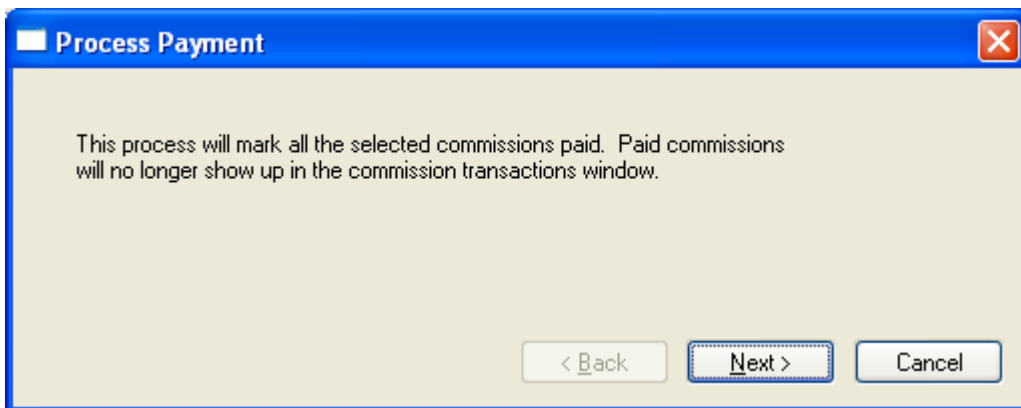 Process Payment
This process will mark all the selected commissions paid.  Paid commissions
will no longer show up in the commission transactions window.
< Back
Next >
Cancel